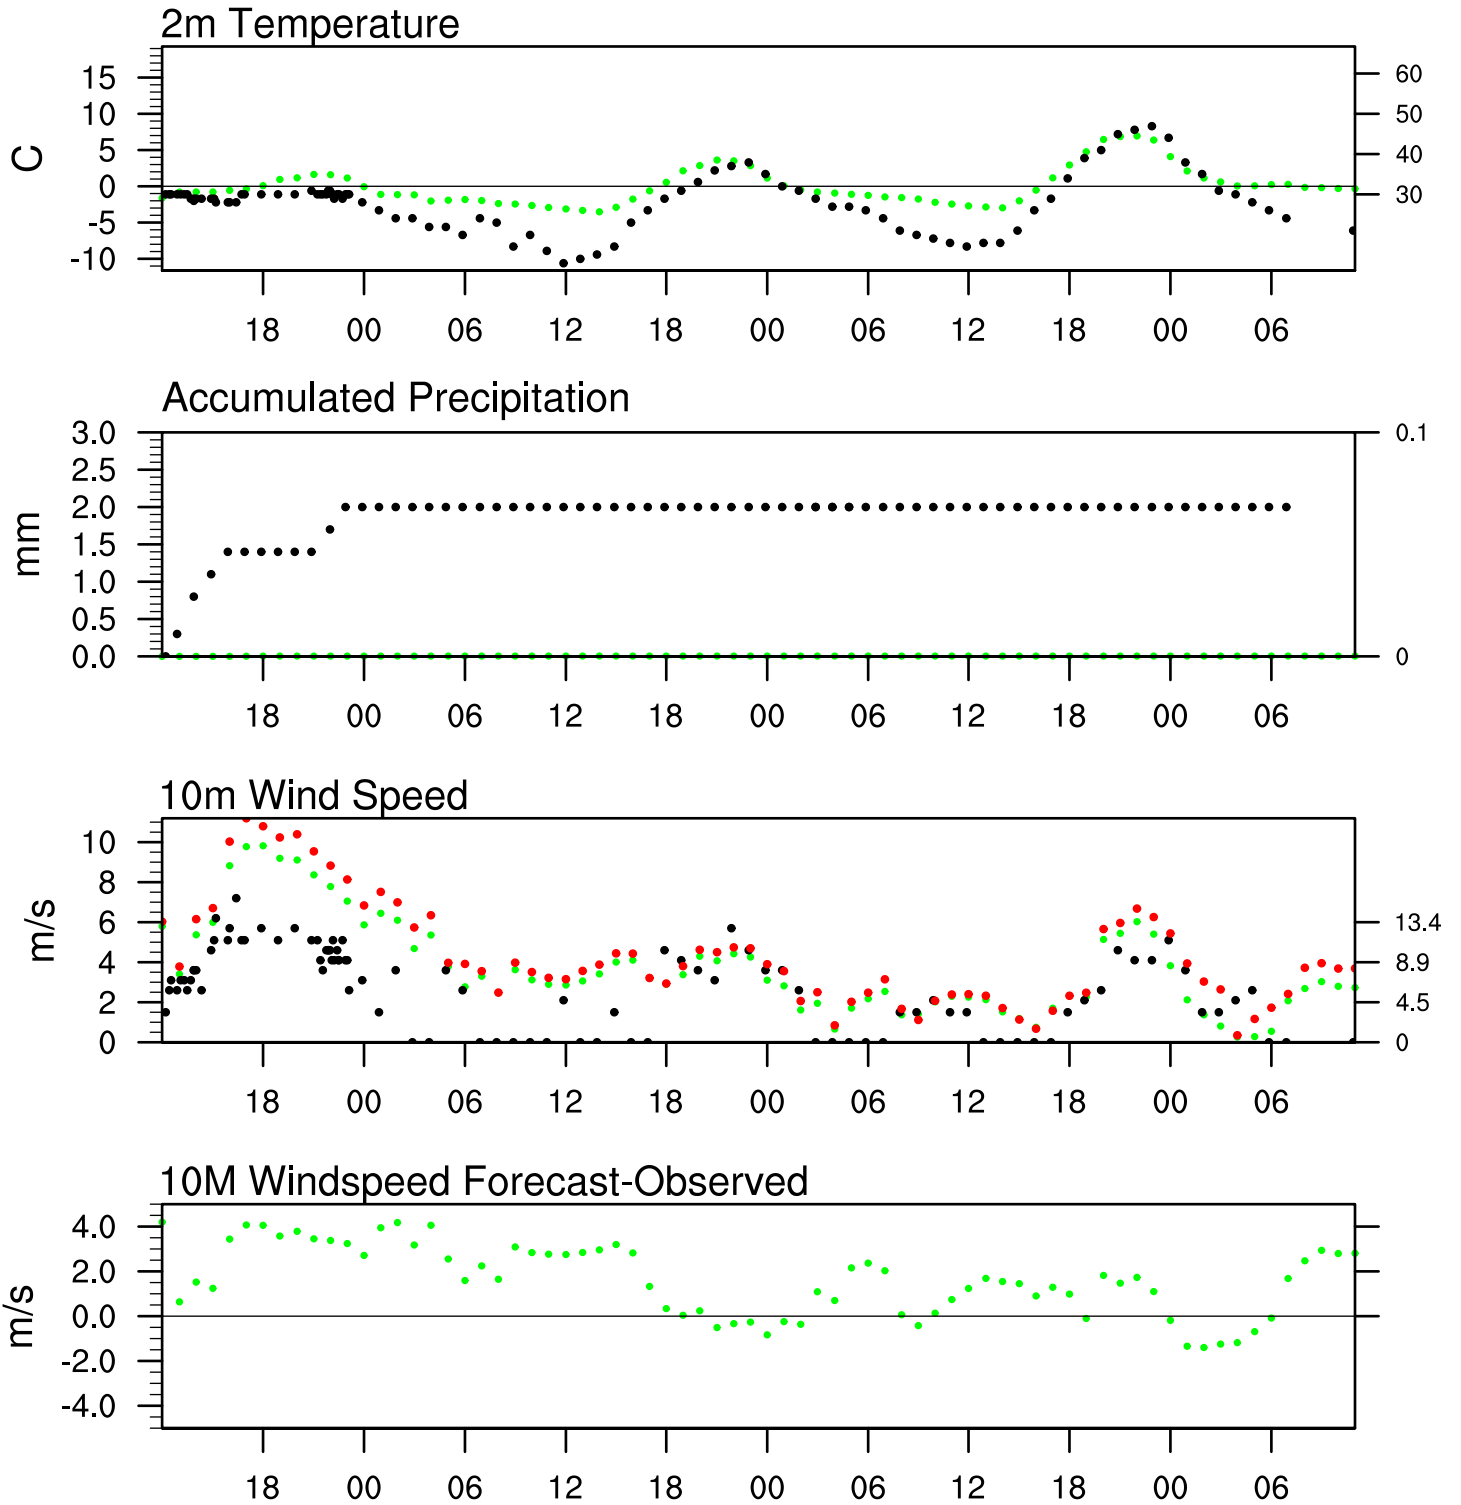 2m Temperature
15 60
10 50
5 40
0 30
-5
-10
C
18 00 06 12 18 00 06 12 18 00 06
Accumulated Precipitation
3.0 0.1
2.5
2.0
1.5
1.0
0.5
0.0 0
mm
18 00 06 12 18 00 06 12 18 00 06
10m Wind Speed
10
8
6 13.4
4 8.9
2 4.5
0 0
m/s
18 00 06 12 18 00 06 12 18 00 06
10M Windspeed Forecast-Observed
4.0
2.0
0.0
-2.0
-4.0
m/s
18 00 06 12 18 00 06 12 18 00 06